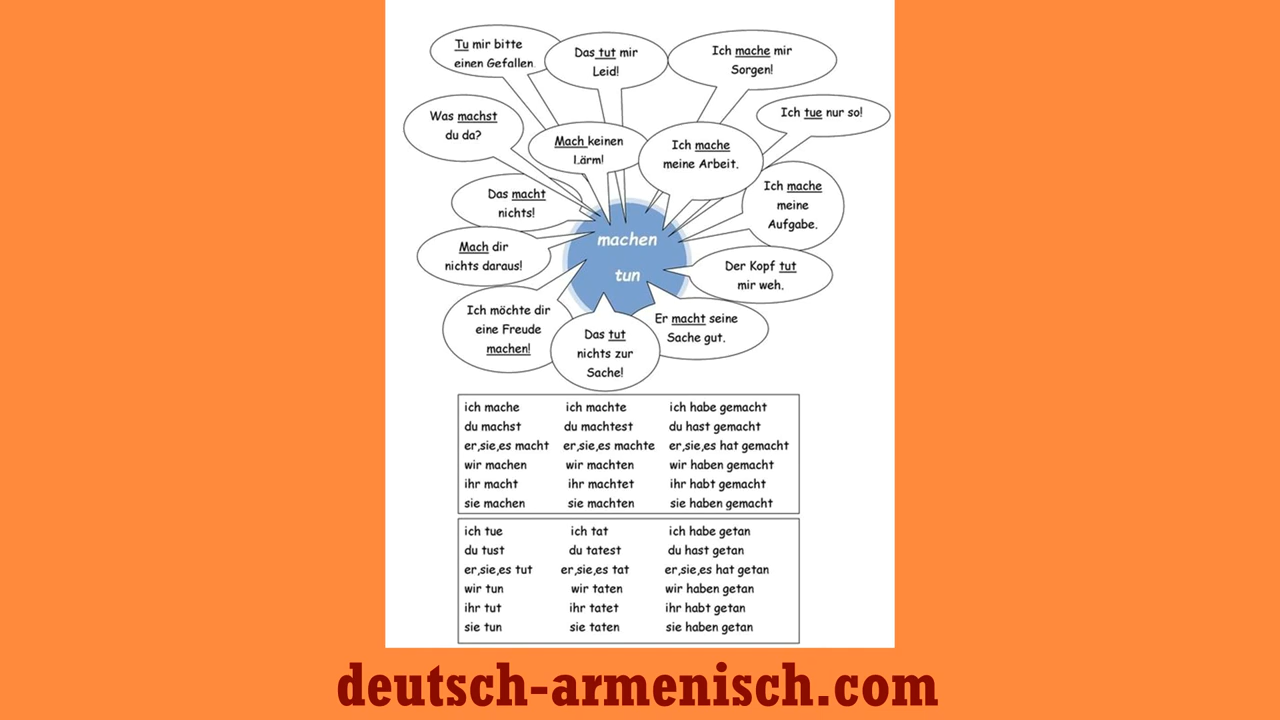 Tu mir bitte
einen Gefallen.
Das tut mir
Leid!
Ich mache mir
Sorgen!
Was machst
du da?
Mach keinen
Lärm!
Ich mache
meine Arbeit.
Ich tue nur so!
Das macht
nichts!
Ich mache
meine
Aufgabe.
Mach dir
nichts daraus!
machen
tun
Der Kopf tut
mir weh.
Ich möchte dir
eine Freude
machen!
Das tut
nichts zur
Sache!
Er macht seine
Sache gut.
ich mache ich machte ich habe gemacht
du machst du machtest du hast gemacht
er,sie,es macht er,sie,es machte er,sie,es hat gemacht
wir machen wir machten wir haben gemacht
ihr macht ihr machtet ihr habt gemacht
sie machen sie machten sie haben gemacht
ich tue ich tat ich habe getan
du tust du tatest du hast getan
er,sie,es tut er,sie,es tat er,sie,es hat getan
wir tun wir taten wir haben getan
ihr tut ihr tatet ihr habt getan
sie tun sie taten sie haben getan
deutsch-armenisch.com